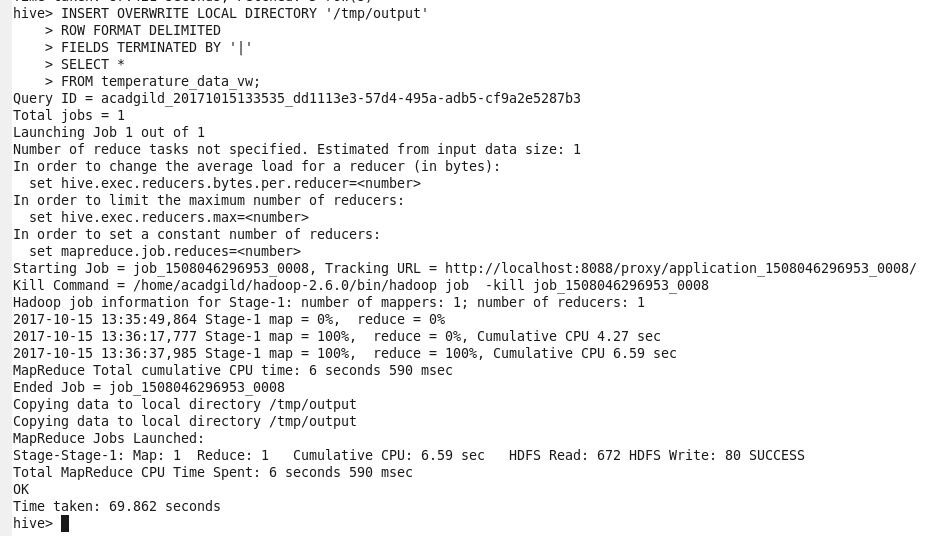 hive> INSERT OVERWRITE LOCAL DIRECTORY '/tmp/output'
    > ROW FORMAT DELIMITED
    > FIELDS TERMINATED BY '|'
    > SELECT *
    > FROM temperature_data_vw;
Query ID = acadgild_20171015133535_dd1113e3-57d4-495a-adb5-cf9a2e5287b3
Total jobs = 1
Launching Job 1 out of 1
Number of reduce tasks not specified. Estimated from input data size: 1
In order to change the average load for a reducer (in bytes):
  set hive.exec.reducers.bytes.per.reducer=<number>
In order to limit the maximum number of reducers:
  set hive.exec.reducers.max=<number>
In order to set a constant number of reducers:
  set mapreduce.job.reduces=<number>
Starting Job = job_1508046296953_0008, Tracking URL = http://localhost:8088/proxy/application_1508046296953_0008/
Kill Command = /home/acadgild/hadoop-2.6.0/bin/hadoop job  -kill job_1508046296953_0008
Hadoop job information for Stage-1: number of mappers: 1; number of reducers: 1
2017-10-15 13:35:49,864 Stage-1 map = 0%,  reduce = 0%
2017-10-15 13:36:17,777 Stage-1 map = 100%,  reduce = 0%, Cumulative CPU 4.27 sec
2017-10-15 13:36:37,985 Stage-1 map = 100%,  reduce = 100%, Cumulative CPU 6.59 sec
MapReduce Total cumulative CPU time: 6 seconds 590 msec
Ended Job = job_1508046296953_0008
Copying data to local directory /tmp/output
Copying data to local directory /tmp/output
MapReduce Jobs Launched:
Stage-Stage-1: Map: 1  Reduce: 1   Cumulative CPU: 6.59 sec   HDFS Read: 672 HDFS Write: 80 SUCCESS
Total MapReduce CPU Time Spent: 6 seconds 590 msec
OK
Time taken: 69.862 seconds
hive>